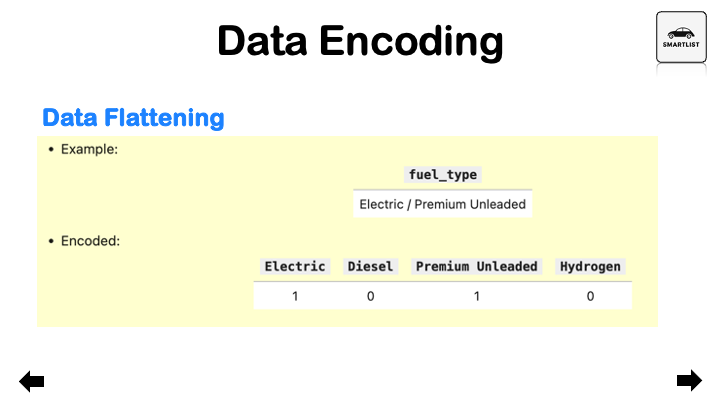 Data Encoding
SMARTLIST
Data Flattening
• Example:
fuel_type
Electric / Premium Unleaded
• Encoded:
Electric Diesel Premium Unleaded Hydrogen
1 0 1 0